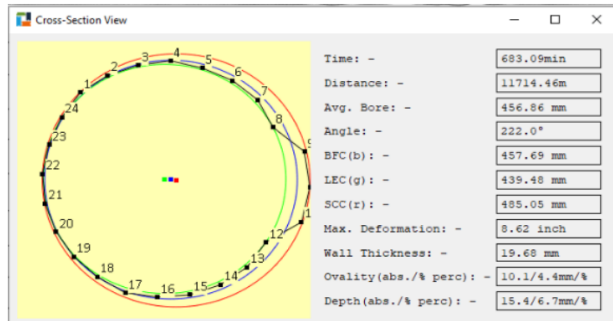 Cross-Section View
Time: - 683.09min
Distance: - 11714.46m
Avg. Bore: - 456.86 mm
Angle: - 222.0°
BFC(b): - 457.69 mm
LEC(g): - 439.48 mm
SCC(r): - 485.05 mm
Max. Deformation: - 8.62 inch
Wall Thickness: - 19.68 mm
Ovality(abs./% perc): - 10.1/4.4mm/%
Depth(abs./% perc): - 15.4/6.7mm/%
1
2
3
4
5
6
7
8
9
12
13
14
15
16
17
18
19
20
21
22
23
24